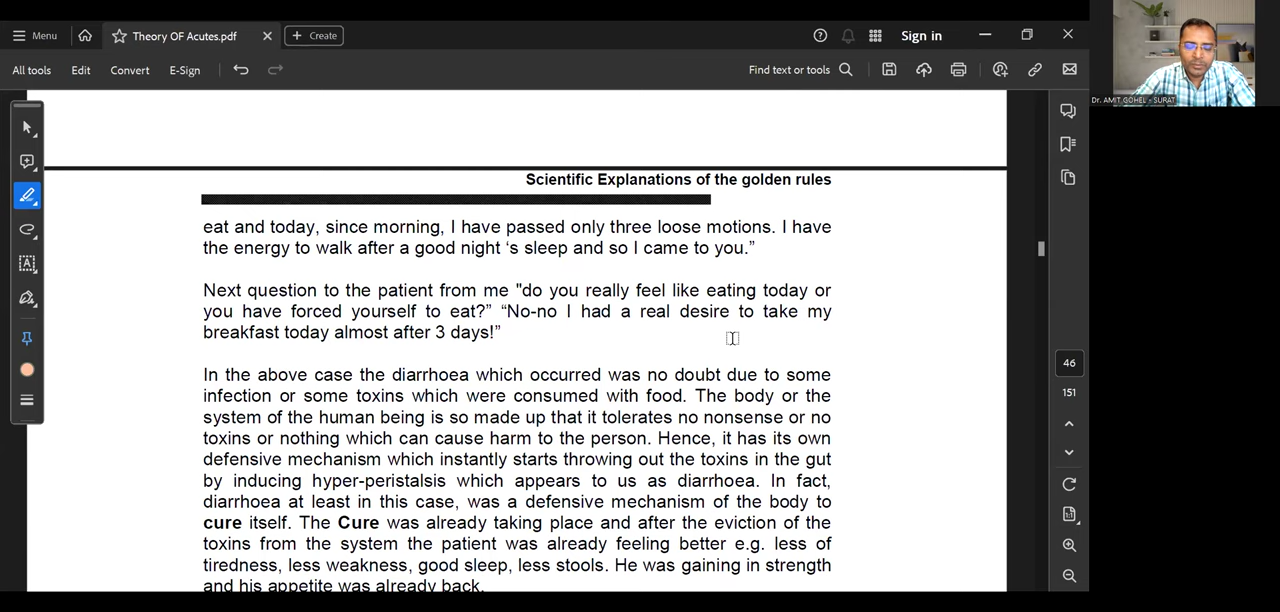 Menu
Theory OF Acutes.pdf
Create
Sign in
All tools
Edit
Convert
E-Sign
Find text or tools
Dr. AMIT GOHEL - SURAT
Scientific Explanations of the golden rules
eat and today, since morning, I have passed only three loose motions. I have
the energy to walk after a good night ‘s sleep and so I came to you.”
Next question to the patient from me "do you really feel like eating today or
you have forced yourself to eat?” “No-no I had a real desire to take my
breakfast today almost after 3 days!”
In the above case the diarrhoea which occurred was no doubt due to some
infection or some toxins which were consumed with food. The body or the
system of the human being is so made up that it tolerates no nonsense or no
toxins or nothing which can cause harm to the person. Hence, it has its own
defensive mechanism which instantly starts throwing out the toxins in the gut
by inducing hyper-peristalsis which appears to us as diarrhoea. In fact,
diarrhoea at least in this case, was a defensive mechanism of the body to
cure itself. The Cure was already taking place and after the eviction of the
toxins from the system the patient was already feeling better e.g. less of
tiredness, less weakness, good sleep, less stools. He was gaining in strength
and his appetite was already back.
46
151